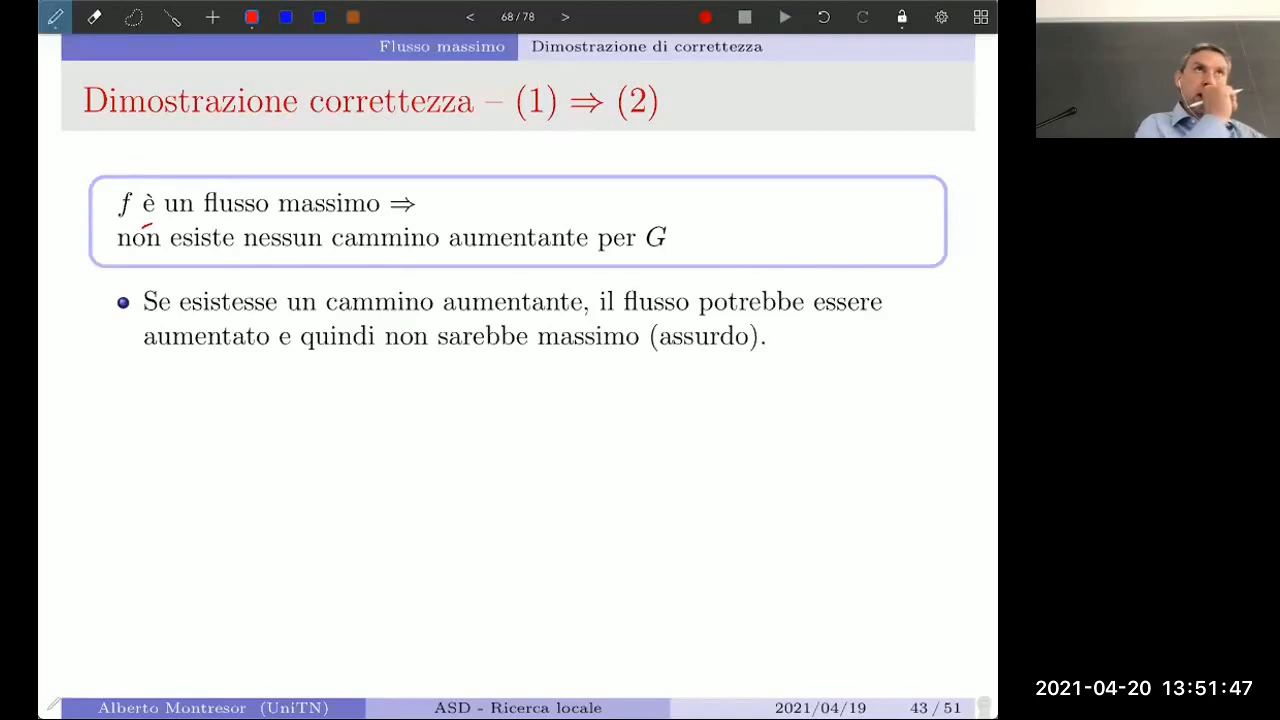 68 / 78
Flusso massimo Dimostrazione di correttezza
Dimostrazione correttezza – (1) ⇒ (2)
f è un flusso massimo ⇒
non esiste nessun cammino aumentante per G
Se esistesse un cammino aumentante, il flusso potrebbe essere
aumentato e quindi non sarebbe massimo (assurdo).
Alberto Montresor (UniTN) ASD - Ricerca locale 2021/04/19 43 / 51
2021-04-20 13:51:47